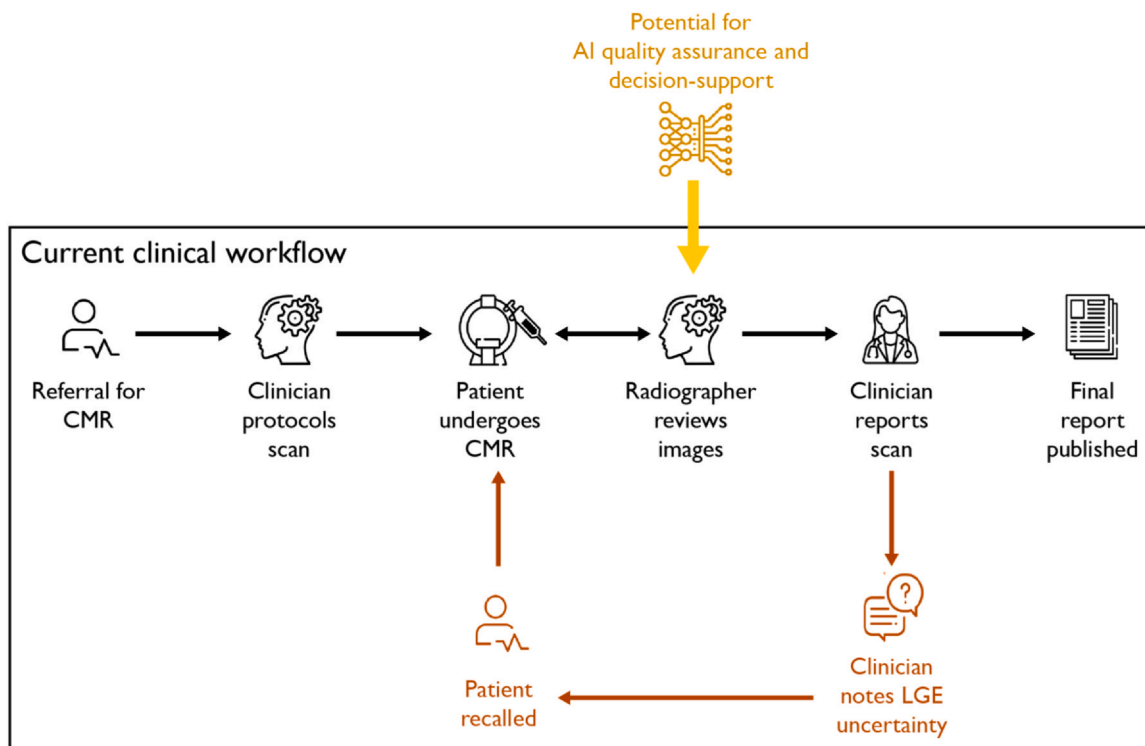 Potential for
AI quality assurance and
decision-support
Current clinical workflow
Referral for
CMR
Clinician
protocols
scan
Patient
undergoes
CMR
Radiographer
reviews
images
Clinician
reports
scan
Final
report
published
?
Patient
recalled
Clinician
notes LGE
uncertainty